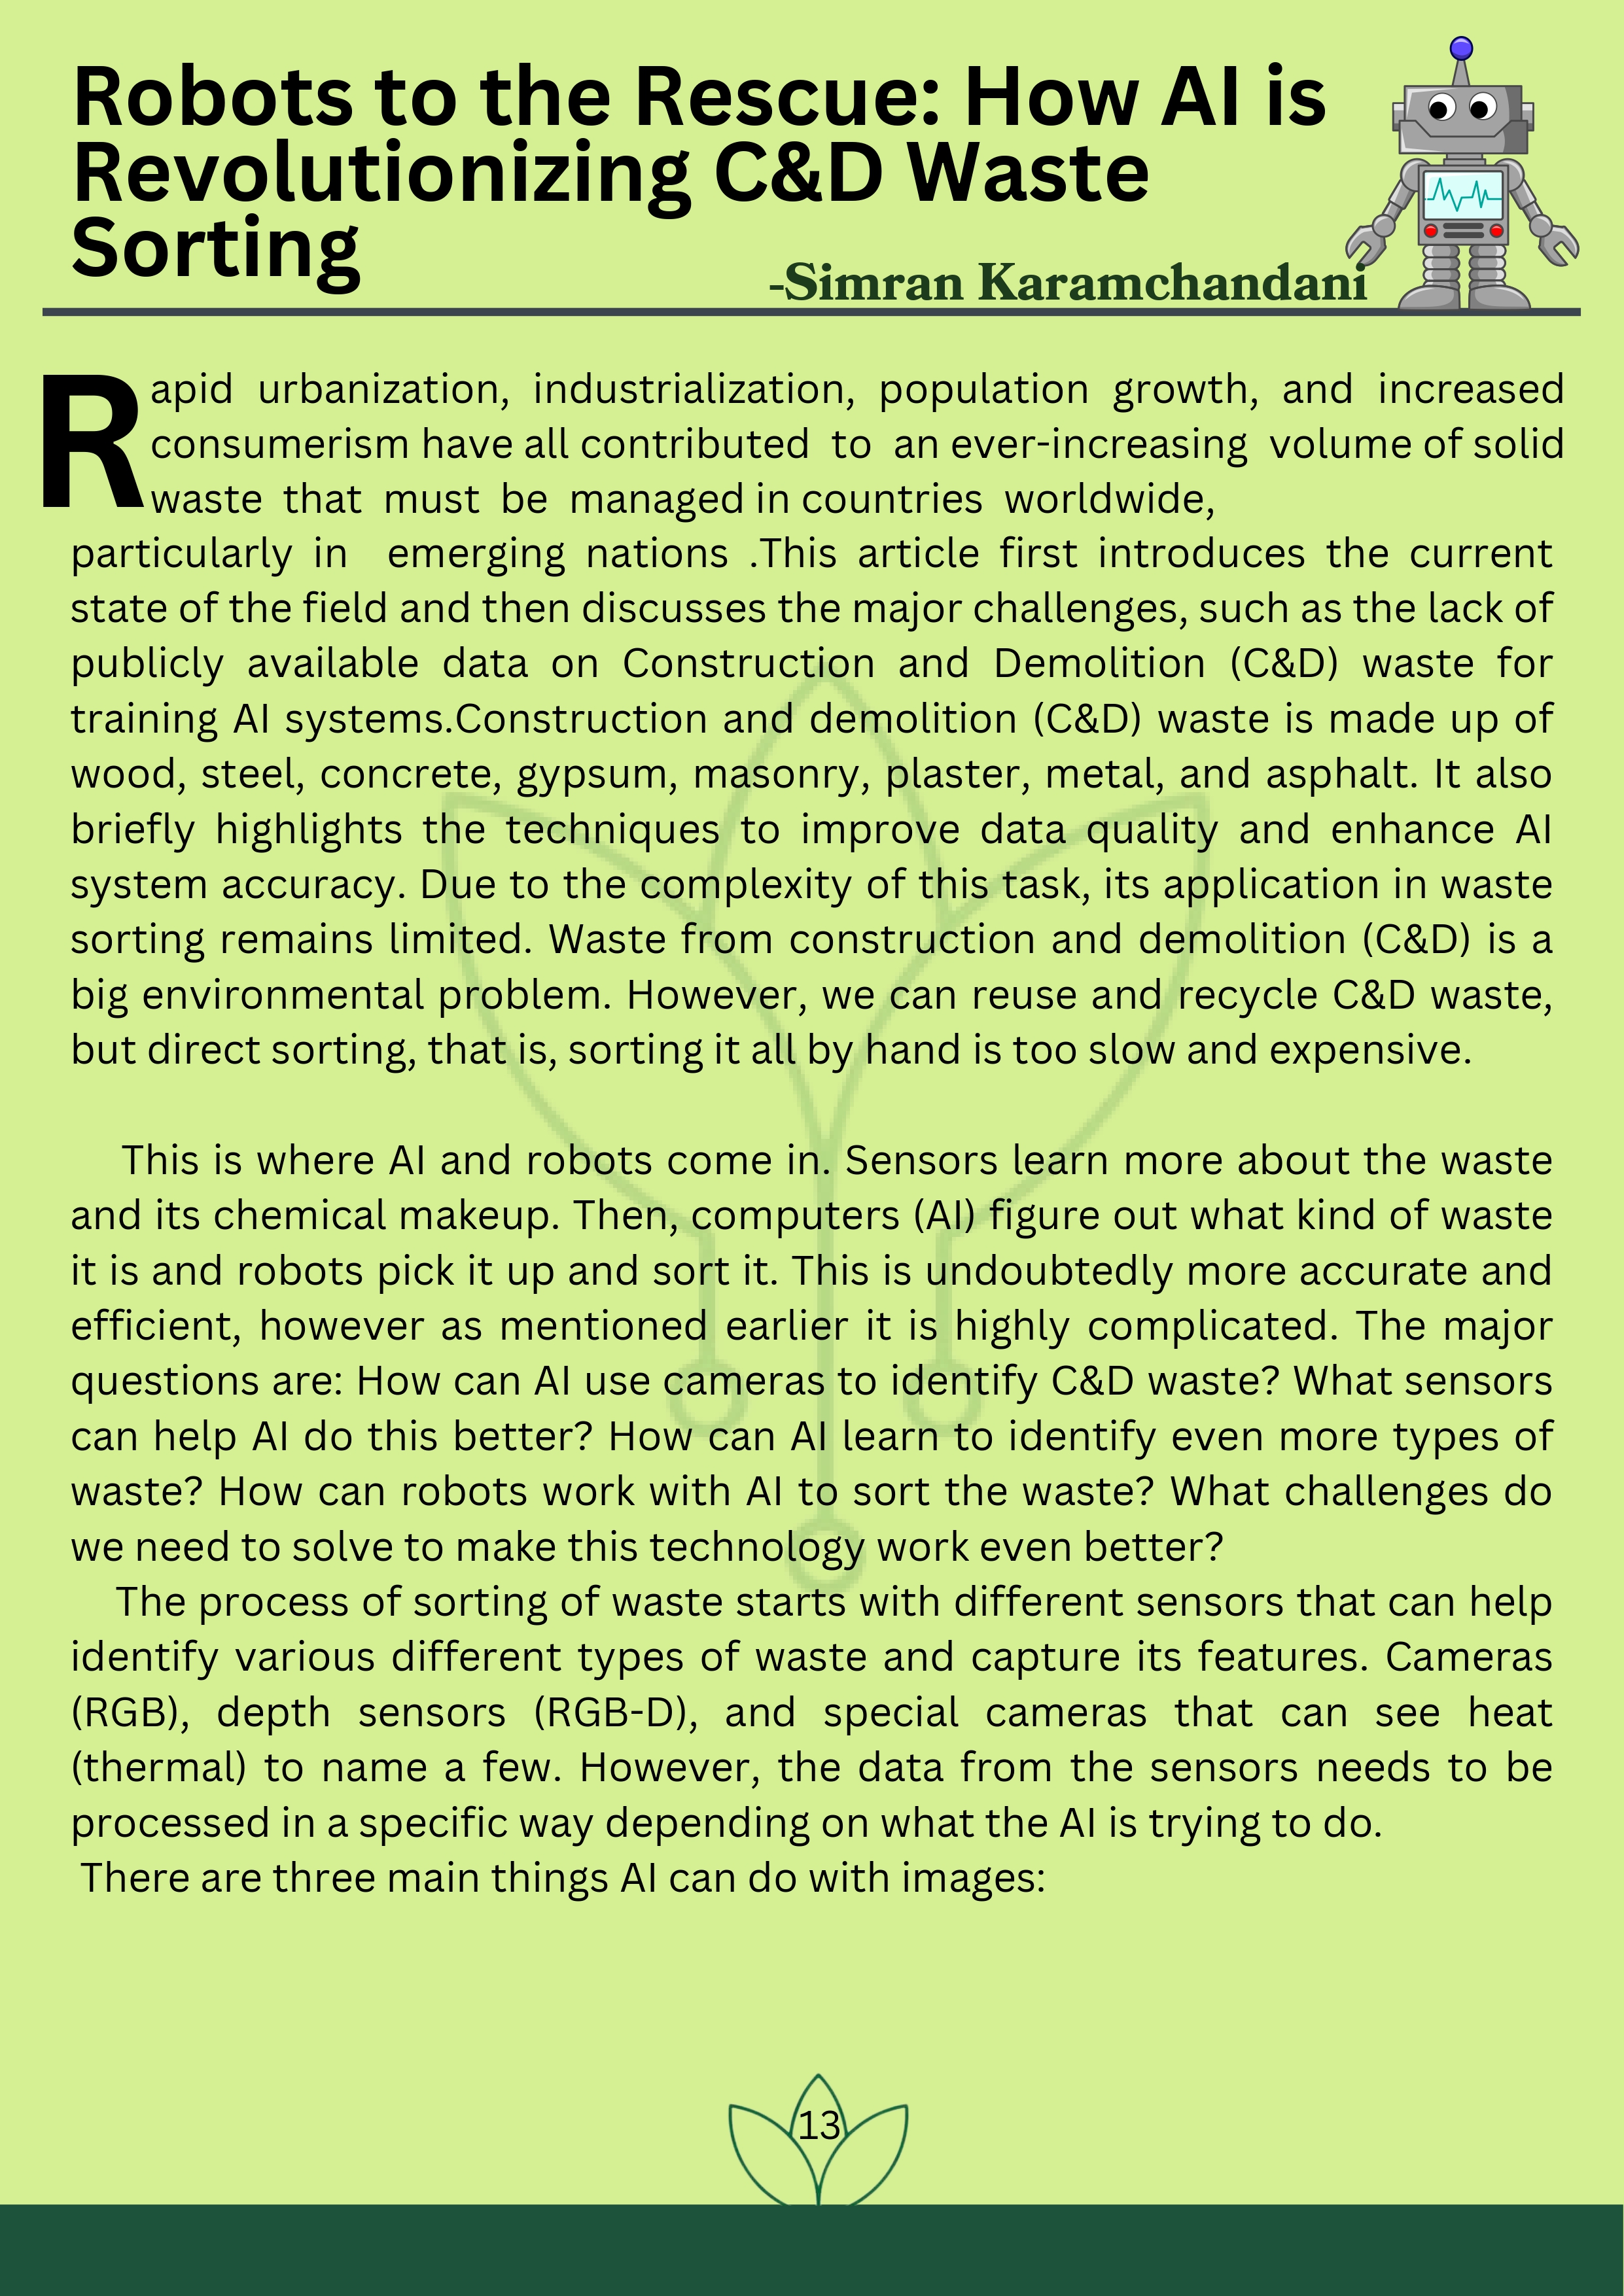 Robots to the Rescue: How AI is
Revolutionizing C&D Waste
Sorting
-Simran Karamchandani
Rapid urbanization, industrialization, population growth, and increased
consumerism have all contributed to an ever-increasing volume of solid
waste that must be managed in countries worldwide,
particularly in emerging nations .This article first introduces the current
state of the field and then discusses the major challenges, such as the lack of
publicly available data on Construction and Demolition (C&D) waste for
training AI systems.Construction and demolition (C&D) waste is made up of
wood, steel, concrete, gypsum, masonry, plaster, metal, and asphalt. It also
briefly highlights the techniques to improve data quality and enhance AI
system accuracy. Due to the complexity of this task, its application in waste
sorting remains limited. Waste from construction and demolition (C&D) is a
big environmental problem. However, we can reuse and recycle C&D waste,
but direct sorting, that is, sorting it all by hand is too slow and expensive.
This is where AI and robots come in. Sensors learn more about the waste
and its chemical makeup. Then, computers (AI) figure out what kind of waste
it is and robots pick it up and sort it. This is undoubtedly more accurate and
efficient, however as mentioned earlier it is highly complicated. The major
questions are: How can AI use cameras to identify C&D waste? What sensors
can help AI do this better? How can AI learn to identify even more types of
waste? How can robots work with AI to sort the waste? What challenges do
we need to solve to make this technology work even better?
The process of sorting of waste starts with different sensors that can help
identify various different types of waste and capture its features. Cameras
(RGB), depth sensors (RGB-D), and special cameras that can see heat
(thermal) to name a few. However, the data from the sensors needs to be
processed in a specific way depending on what the AI is trying to do.
There are three main things AI can do with images:
13